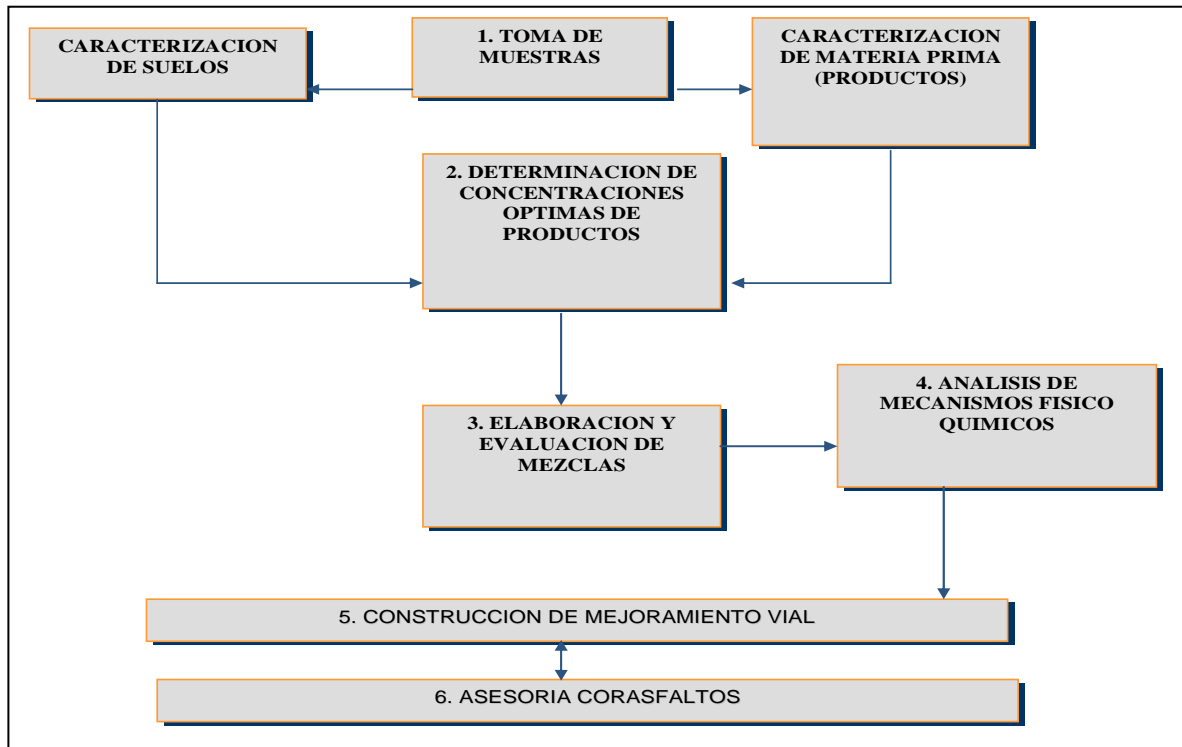 CARACTERIZACION
DE SUELOS
1. TOMA DE
MUESTRAS
CARACTERIZACION
DE MATERIA PRIMA
(PRODUCTOS)
2. DETERMINACION DE
CONCENTRACIONES
OPTIMAS DE
PRODUCTOS
3. ELABORACION Y
EVALUACION DE
MEZCLAS
4. ANALISIS DE
MECANISMOS FISICO
QUIMICOS
5. CONSTRUCCION DE MEJORAMIENTO VIAL
6. ASESORIA CORASFALTOS